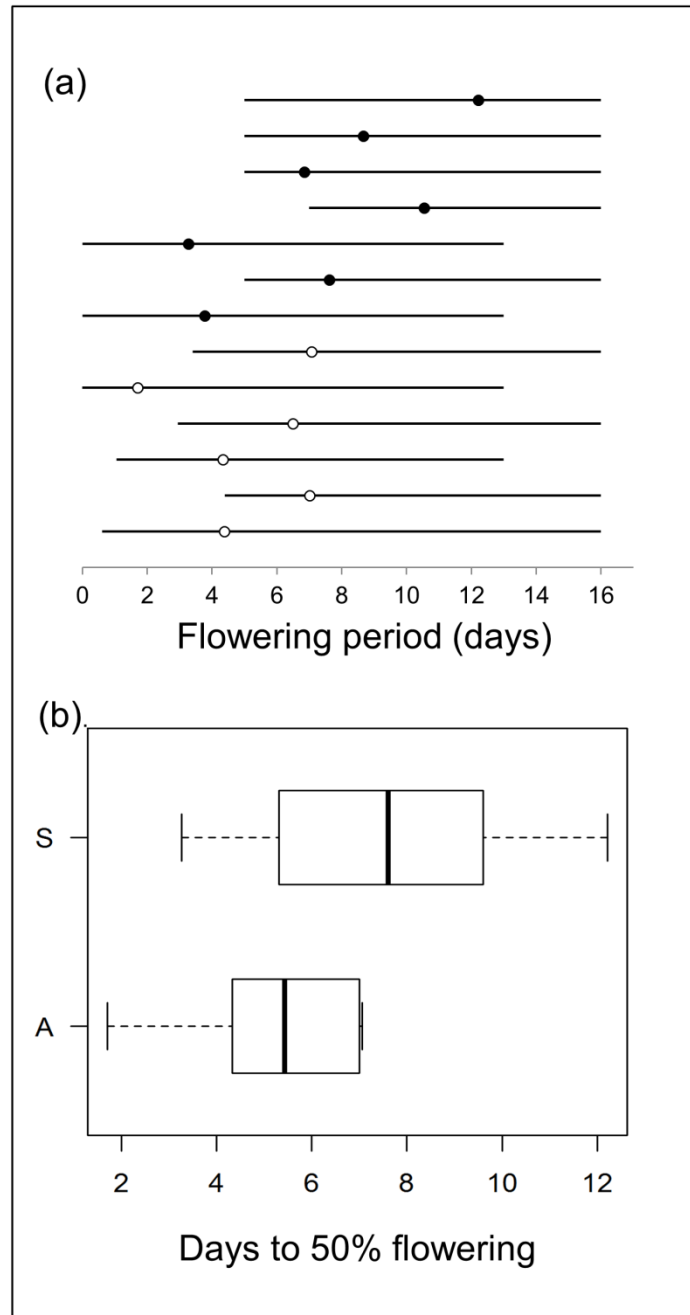 (a)
0 2 4 6 8 10 12 14 16
Flowering period (days)
(b).
S
A
2 4 6 8 10 12
Days to 50% flowering